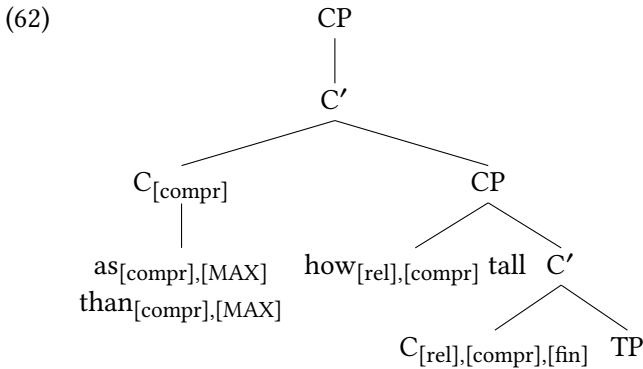 (62) CP
C′
C[compr] CP
as[compr],[MAX] how[rel],[compr] tall C′
than[compr],[MAX]
C[rel],[compr],[fin] TP